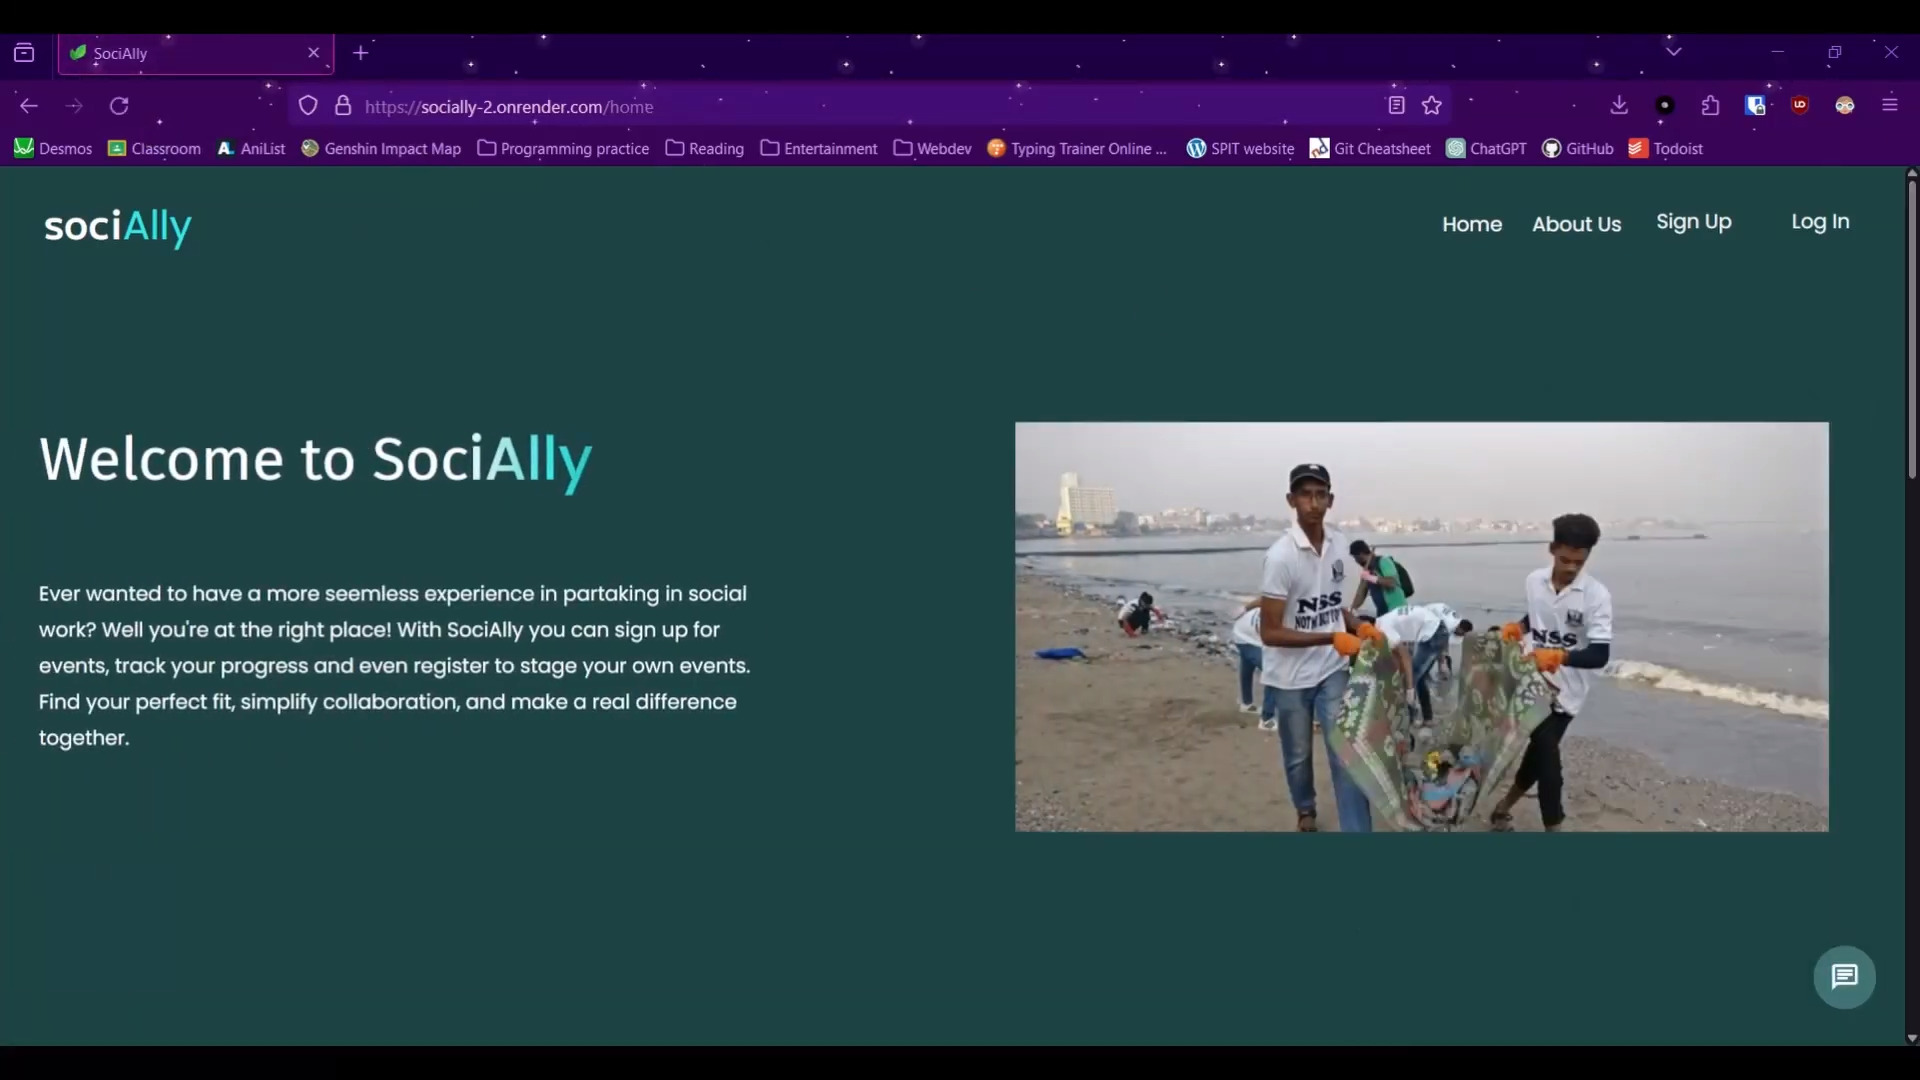 SociAlly
https://socially-2.onrender.com/home
Desmos Classroom AniList Genshin Impact Map Programming practice Reading Entertainment Webdev Typing Trainer Online ... SPIT website Git Cheatsheet ChatGPT GitHub Todoist
sociAlly Home About Us Sign Up Log In
Welcome to SociAlly
Ever wanted to have a more seemless experience in partaking in social
work? Well you're at the right place! With SociAlly you can sign up for
events, track your progress and even register to stage your own events.
Find your perfect fit, simplify collaboration, and make a real difference
together.
NSS
NSS